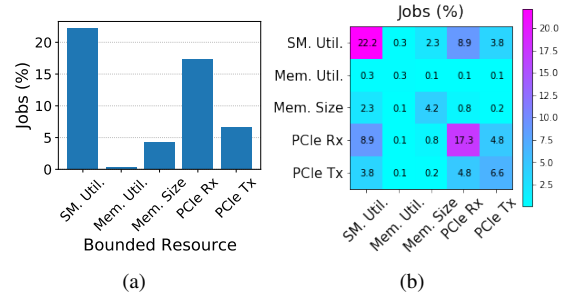 Jobs (%)
20
15
10
5
0
SM. Util.
Mem. Util.
Mem. Size
PCIe Rx
PCIe Tx
Bounded Resource
(a)
Jobs (%)
SM. Util. 22.2 0.3 2.3 8.9 3.8
Mem. Util. 0.3 0.3 0.1 0.1 0.1
Mem. Size 2.3 0.1 4.2 0.8 0.2
PCIe Rx 8.9 0.1 0.8 17.3 4.8
PCIe Tx 3.8 0.1 0.2 4.8 6.6
SM. Util.
Mem. Util.
Mem. Size
PCIe Rx
PCIe Tx
20.0
17.5
15.0
12.5
10.0
7.5
5.0
2.5
(b)